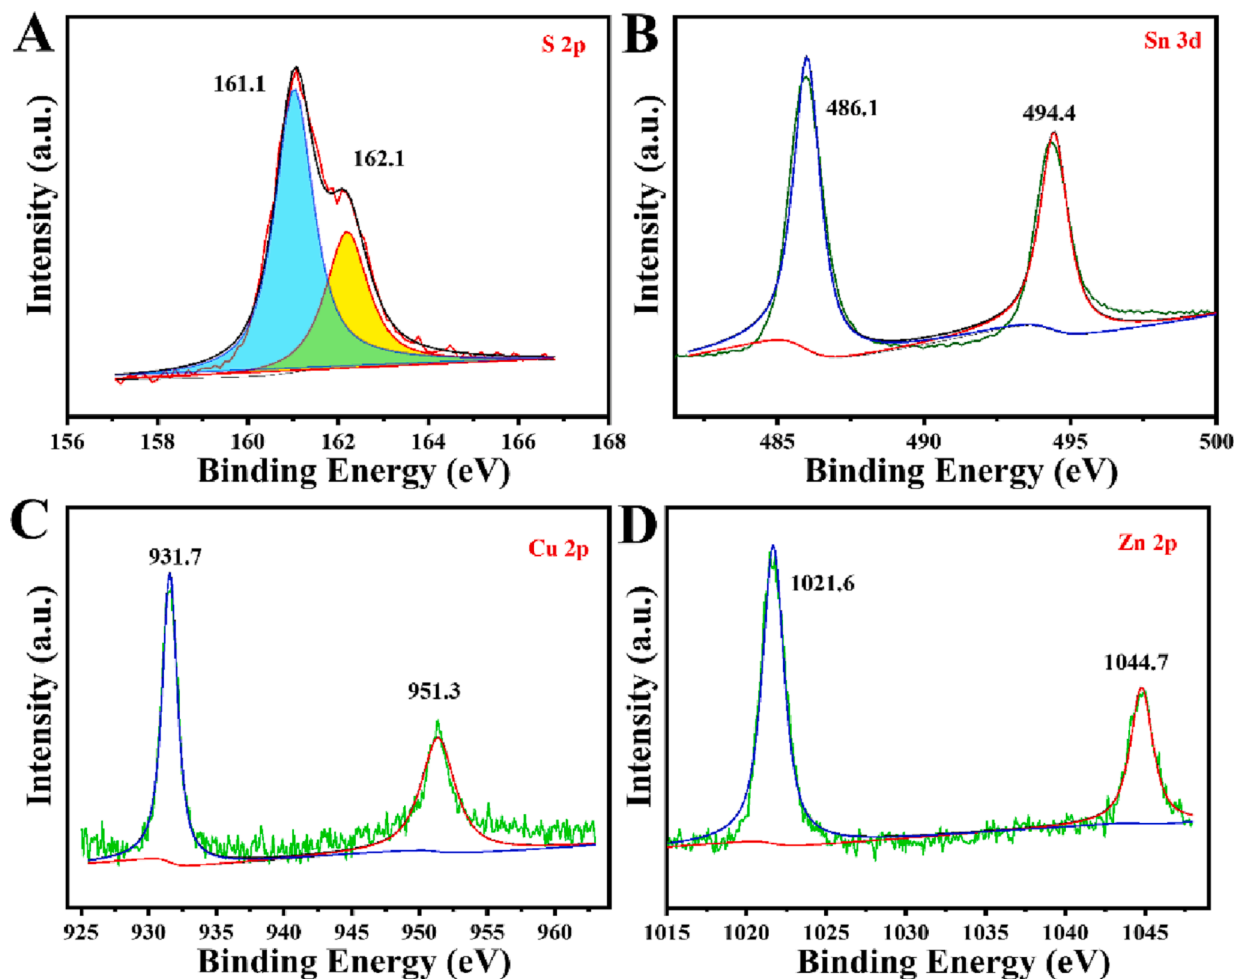 A
S 2p
161.1
162.1
Intensity (a.u.)
156 158 160 162 164 166 168
Binding Energy (eV)
B
Sn 3d
486.1
494.4
Intensity (a.u.)
485 490 495 500
Binding Energy (eV)
C
Cu 2p
931.7
951.3
Intensity (a.u.)
925 930 935 940 945 950 955 960
Binding Energy (eV)
D
Zn 2p
1021.6
1044.7
Intensity (a.u.)
1015 1020 1025 1030 1035 1040 1045
Binding Energy (eV)